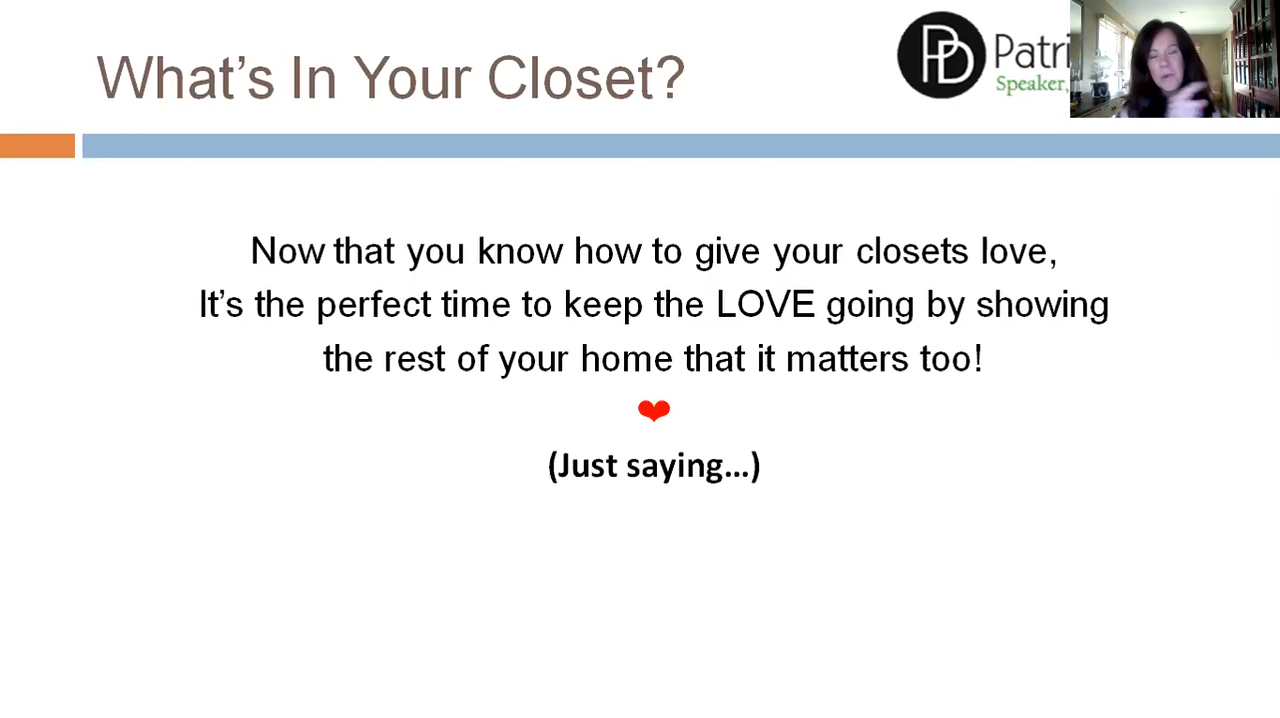 What's In Your Closet?
PD
Patri
Speaker,
Now that you know how to give your closets love,
It's the perfect time to keep the LOVE going by showing
the rest of your home that it matters too!
❤
(Just saying...)